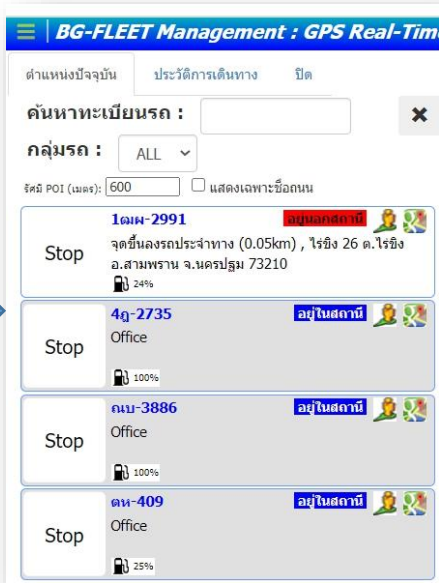 BG-FLEET Management : GPS Real-Time
ตำแหน่งปัจจุบัน ประวัติการเดินทาง ปิด
ค้นหาทะเบียนรถ :
กลุ่มรถ : ALL
รัศมี POI (เมตร): 600 แสดงเฉพาะชื่อถนน
1ฒผ-2991 อยู่นอกสถานี
Stop
จุดขึ้นลงรถประจำทาง (0.05km) , ไร่ขิง 26 ต.ไร่ขิง
อ.สามพราน จ.นครปฐม 73210
24%
4ฎ-2735 อยู่ในสถานี
Stop
Office
100%
ณบ-3886 อยู่ในสถานี
Stop
Office
100%
ตห-409 อยู่ในสถานี
Stop
Office
25%